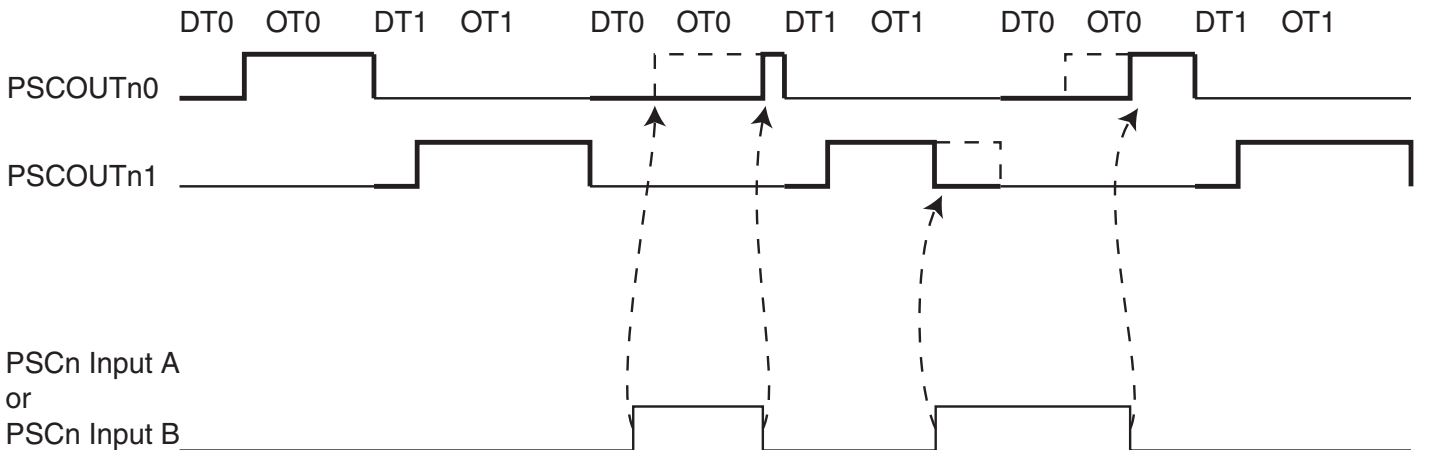 DT0 OT0 DT1 OT1 DT0 OT0 DT1 OT1 DT0 OT0 DT1 OT1
PSCOUTn0
PSCOUTn1
PSCn Input A
or
PSCn Input B